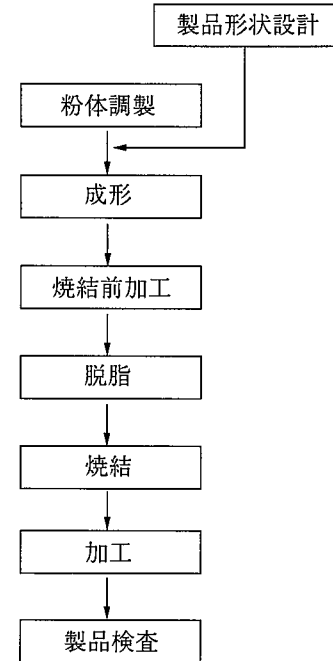 製品形状設計
粉体調製
成形
焼結前加工
脱脂
焼結
加工
製品検査